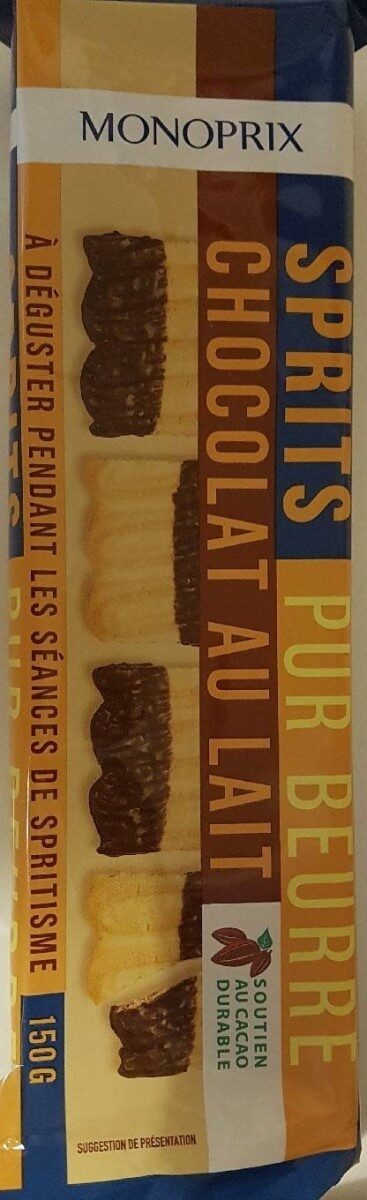 MONOPRIX
SPRITS PUR BEURRE
CHOCOLAT AU LAIT
SOUTIEN
AU CACAO
DURABLE
À DÉGUSTER PENDANT LES SÉANCES DE SPRITISME
150G
SUGGESTION DE PRÉSENTATION